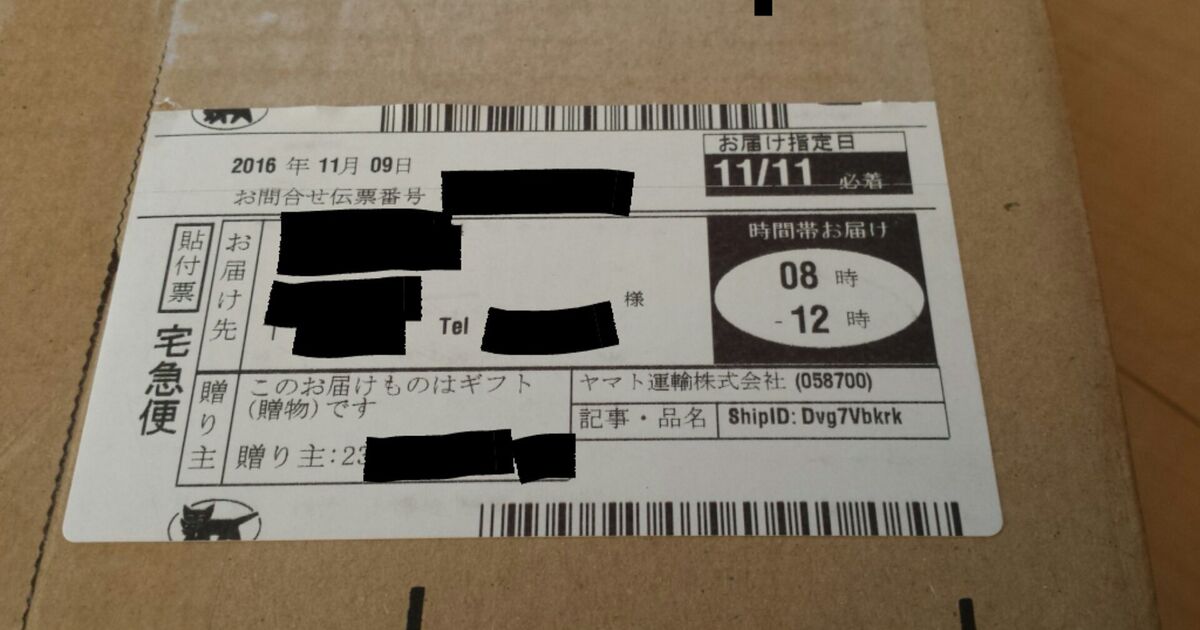 2016 年 11月 09日
お問合せ伝票番号
お届け指定日
11/11 必着
貼付票
宅急便
お届け先
様
Tel
時間帯お届け
08 時
- 12 時
贈り主
このお届けものはギフト
(贈物)です
贈り主:23
ヤマト運輸株式会社 (058700)
記事・品名 ShipID: Dvg7Vbkrk